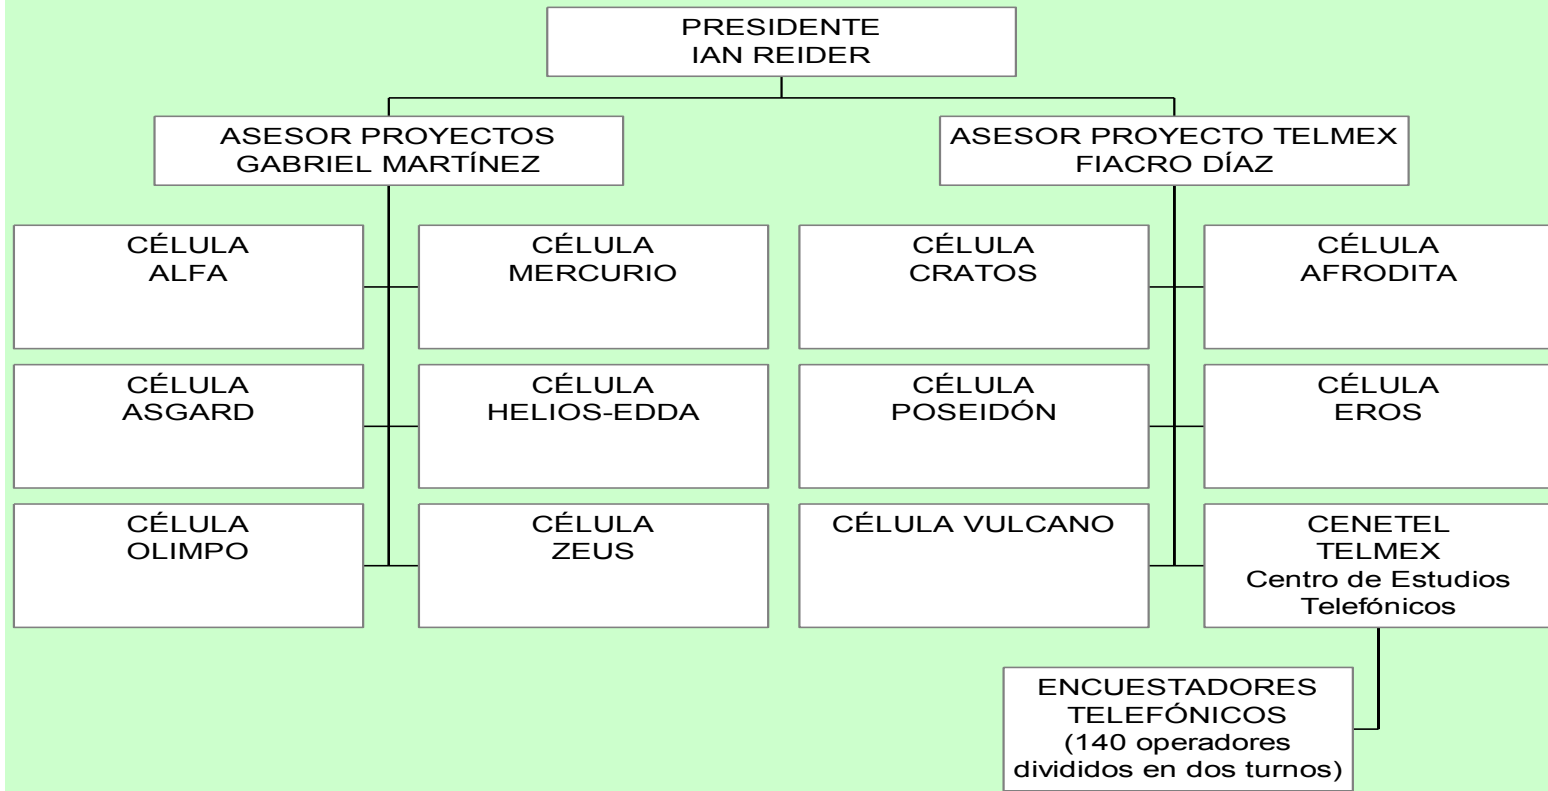 PRESIDENTE
IAN REIDER
ASESOR PROYECTOS
GABRIEL MARTÍNEZ
ASESOR PROYECTO TELMEX
FIACRO DÍAZ
CÉLULA
ALFA
CÉLULA
MERCURIO
CÉLULA
CRATOS
CÉLULA
AFRODITA
CÉLULA
ASGARD
CÉLULA
HELIOS-EDDA
CÉLULA
POSEIDÓN
CÉLULA
EROS
CÉLULA
OLIMPO
CÉLULA
ZEUS
CÉLULA VULCANO
CENETEL
TELMEX
Centro de Estudios
Telefónicos
ENCUESTADORES
TELEFÓNICOS
(140 operadores
divididos en dos turnos)